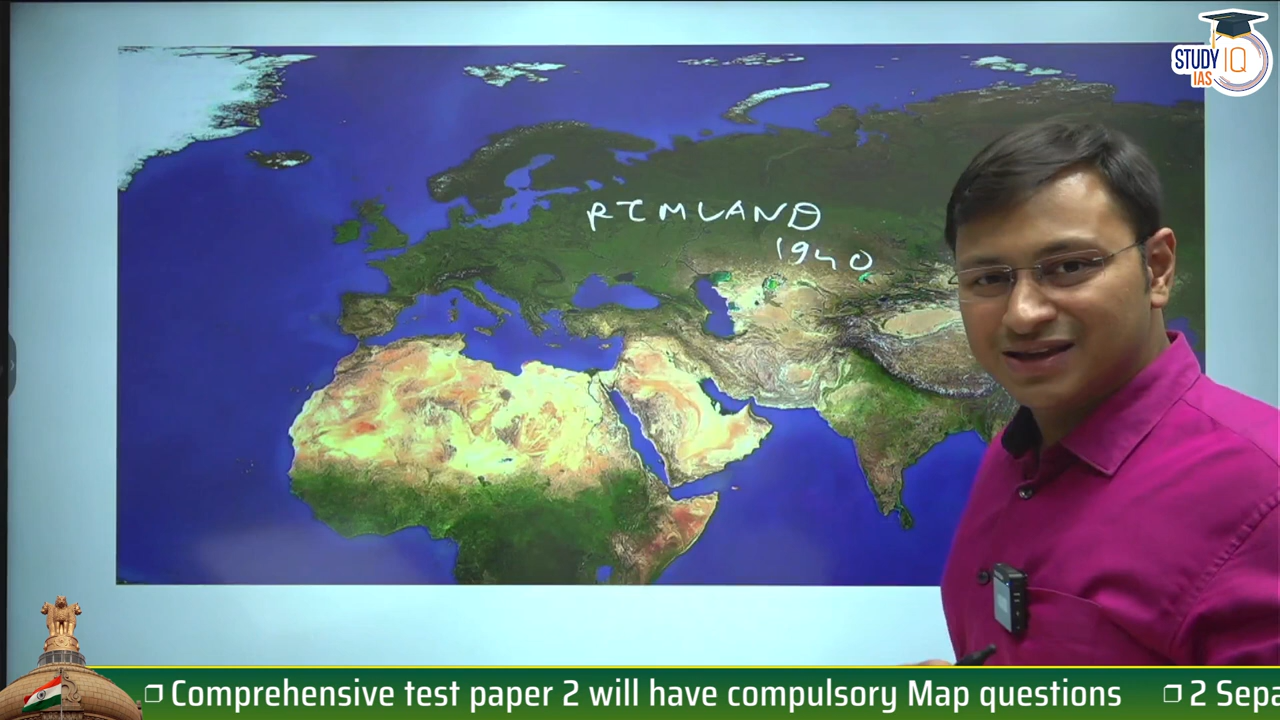 STUDY IQ
IAS
RIMLAND
1940
❐ Comprehensive test paper 2 will have compulsory Map questions ❐ 2 Sepa